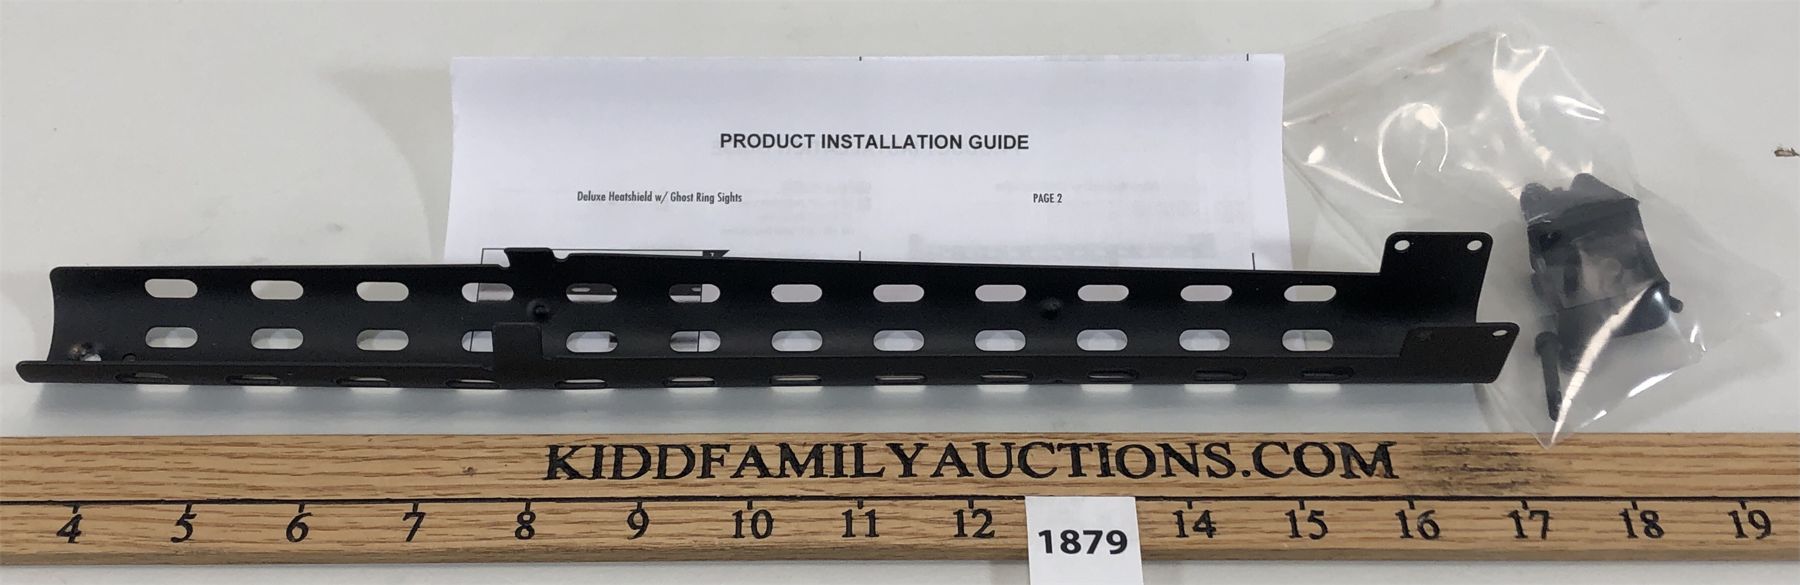 PRODUCT INSTALLATION GUIDE
Deluxe Heatshield w/ Ghost Ring Sights PAGE 2
KIDDFAMILYAUCTIONS.COM
4 5 6 7 8 9 10 11 12 14 15 16 17 18 19
1879